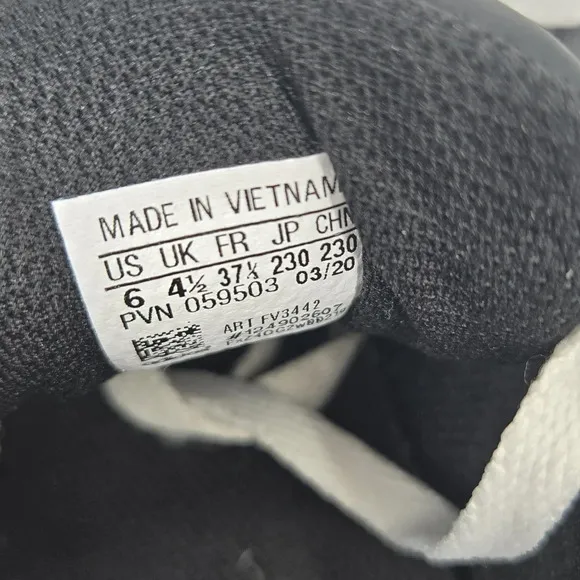 MADE IN VIETNAM
US UK FR JP CHN
6 4½ 37⅓ 230 230
PVN 059503 03/20
ART FV3442
#124902607